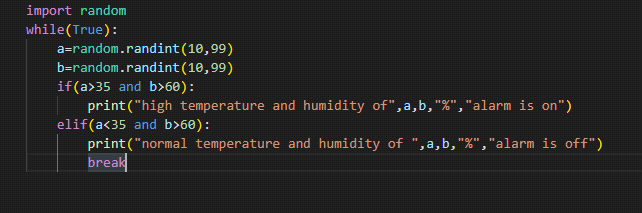 import random
while(True):
    a=random.randint(10,99)
    b=random.randint(10,99)
    if(a>35 and b>60):
        print("high temperature and humidity of",a,b,"%","alarm is on")
    elif(a<35 and b>60):
        print("normal temperature and humidity of ",a,b,"%","alarm is off")
        break